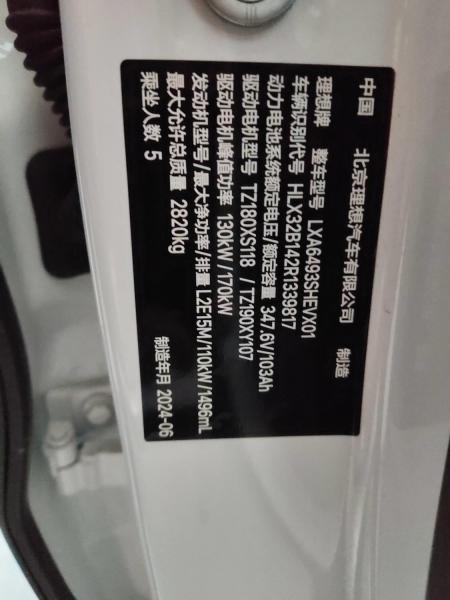 中国 北京理想汽车有限公司 制造
理想牌 整车型号 LXA6493SHEVX01
车辆识别代号 HLX32B142R1339817
动力电池系统额定电压/额定容量 347.6V/103Ah
驱动电机型号 TZ180XS118 / TZ190XY107
驱动电机峰值功率 130kW/170kW
发动机型号/最大净功率/排量 L2E15M/110kW/1496mL
最大允许总质量 2820kg
乘坐人数 5 制造年月 2024-06